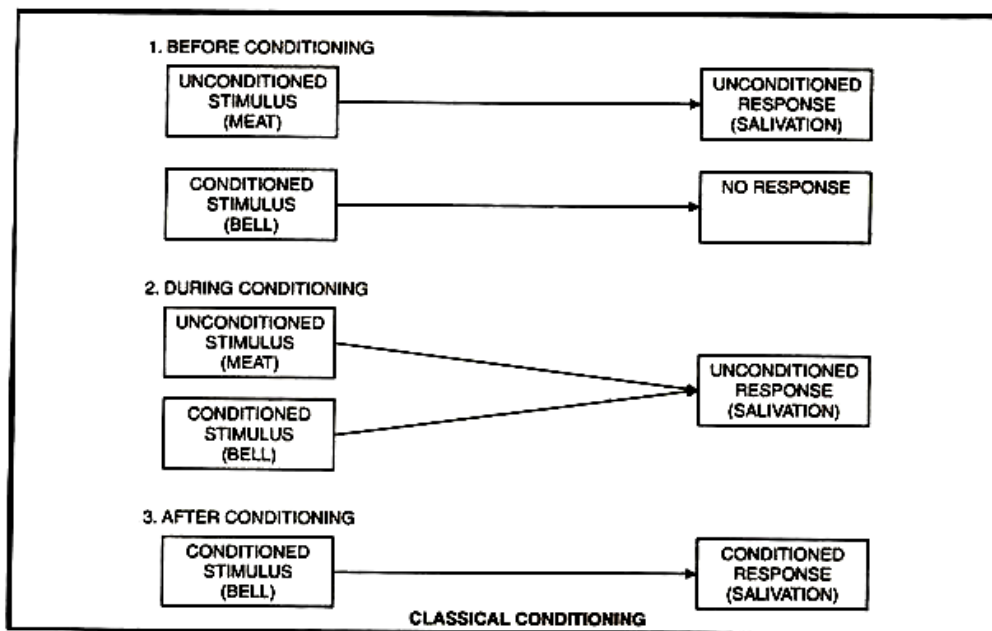 1. BEFORE CONDITIONING
UNCONDITIONED
STIMULUS
(MEAT)
UNCONDITIONED
RESPONSE
(SALIVATION)
CONDITIONED
STIMULUS
(BELL)
NO RESPONSE
2. DURING CONDITIONING
UNCONDITIONED
STIMULUS
(MEAT)
UNCONDITIONED
RESPONSE
(SALIVATION)
CONDITIONED
STIMULUS
(BELL)
3. AFTER CONDITIONING
CONDITIONED
STIMULUS
(BELL)
CONDITIONED
RESPONSE
(SALIVATION)
CLASSICAL CONDITIONING